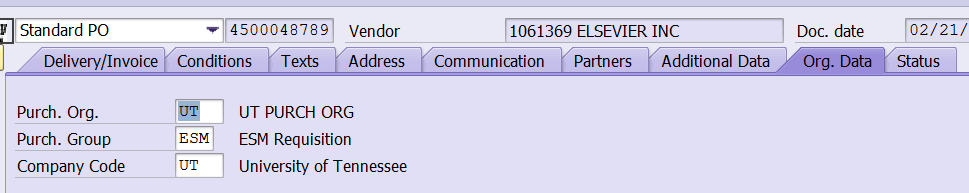 Standard PO 4500048789 Vendor 1061369 ELSEVIER INC Doc. date 02/21/
Delivery/Invoice Conditions Texts Address Communication Partners Additional Data Org. Data Status
Purch. Org. UT UT PURCH ORG
Purch. Group ESM ESM Requisition
Company Code UT University of Tennessee